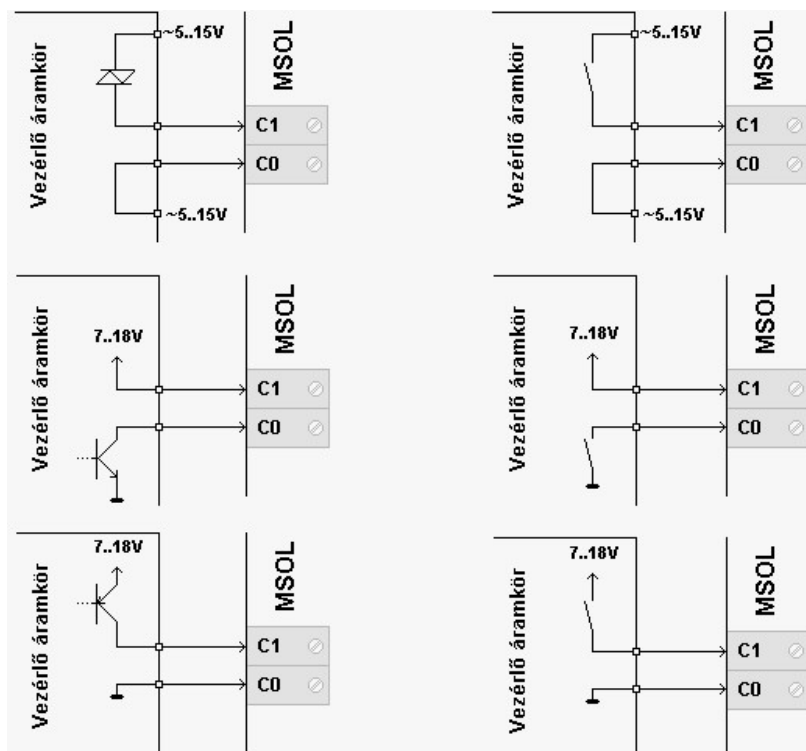 Vezérlő áramkör
~5..15V
MSOL
C1
C0
~5..15V
Vezérlő áramkör
~5..15V
MSOL
C1
C0
~5..15V
Vezérlő áramkör
7..18V
MSOL
C1
C0
Vezérlő áramkör
7..18V
MSOL
C1
C0
Vezérlő áramkör
7..18V
MSOL
C1
C0
Vezérlő áramkör
7..18V
MSOL
C1
C0